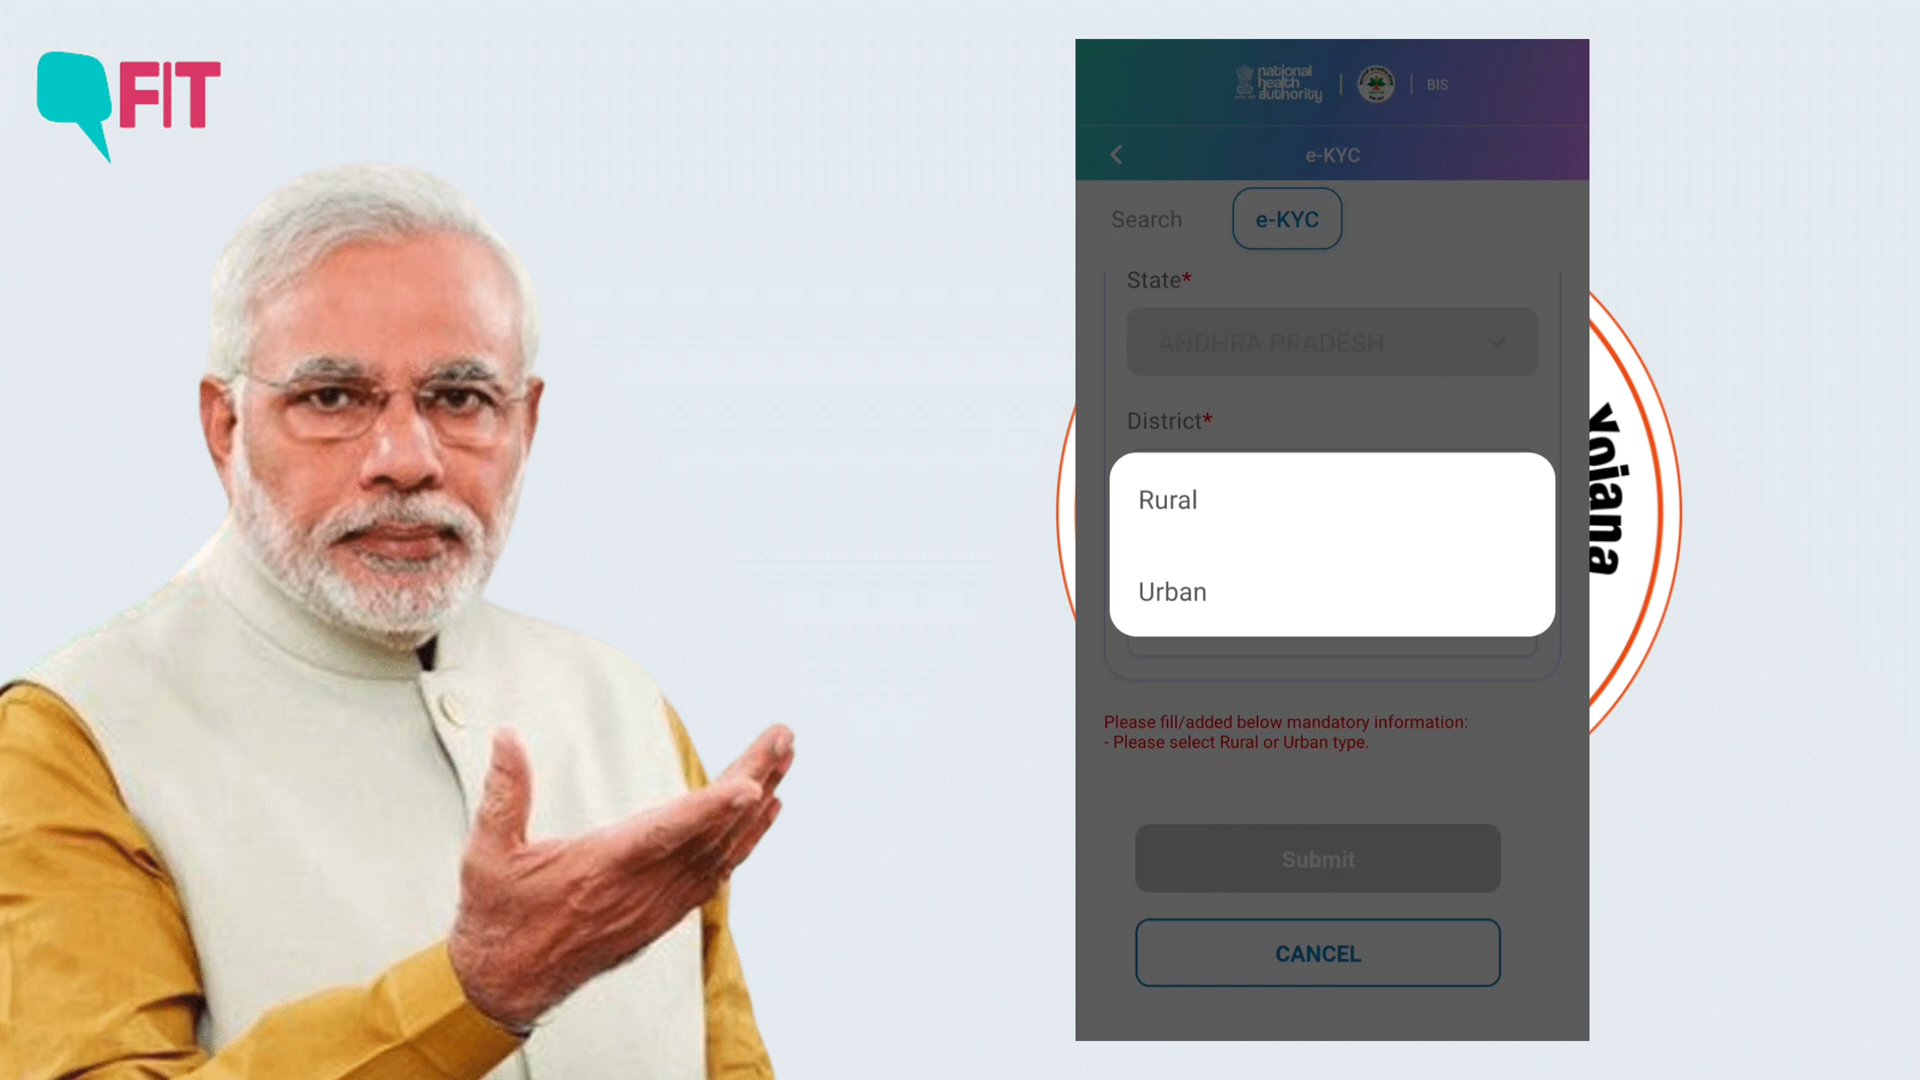 FIT
national
health
authority
BIS
e-KYC
Search
e-KYC
State*
ANDHRA PRADESH
District*
Rural
Urban
Please fill/added below mandatory information:
- Please select Rural or Urban type.
Submit
CANCEL
Yojana